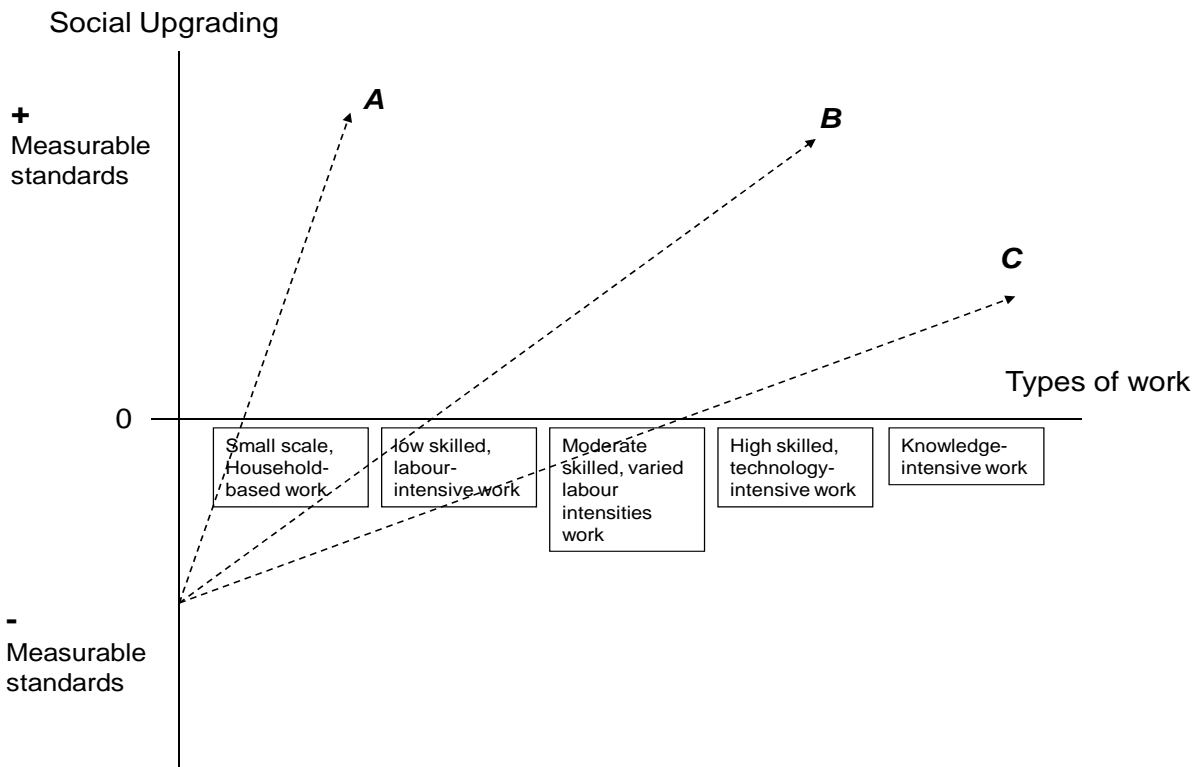 Social Upgrading
A
+
Measurable
standards
B
C
Types of work
0
Small scale,
Household-
based work
low skilled,
labour-
intensive work
Moderate
skilled, varied
labour
intensities
work
High skilled,
technology-
intensive work
Knowledge-
intensive work
-
Measurable
standards